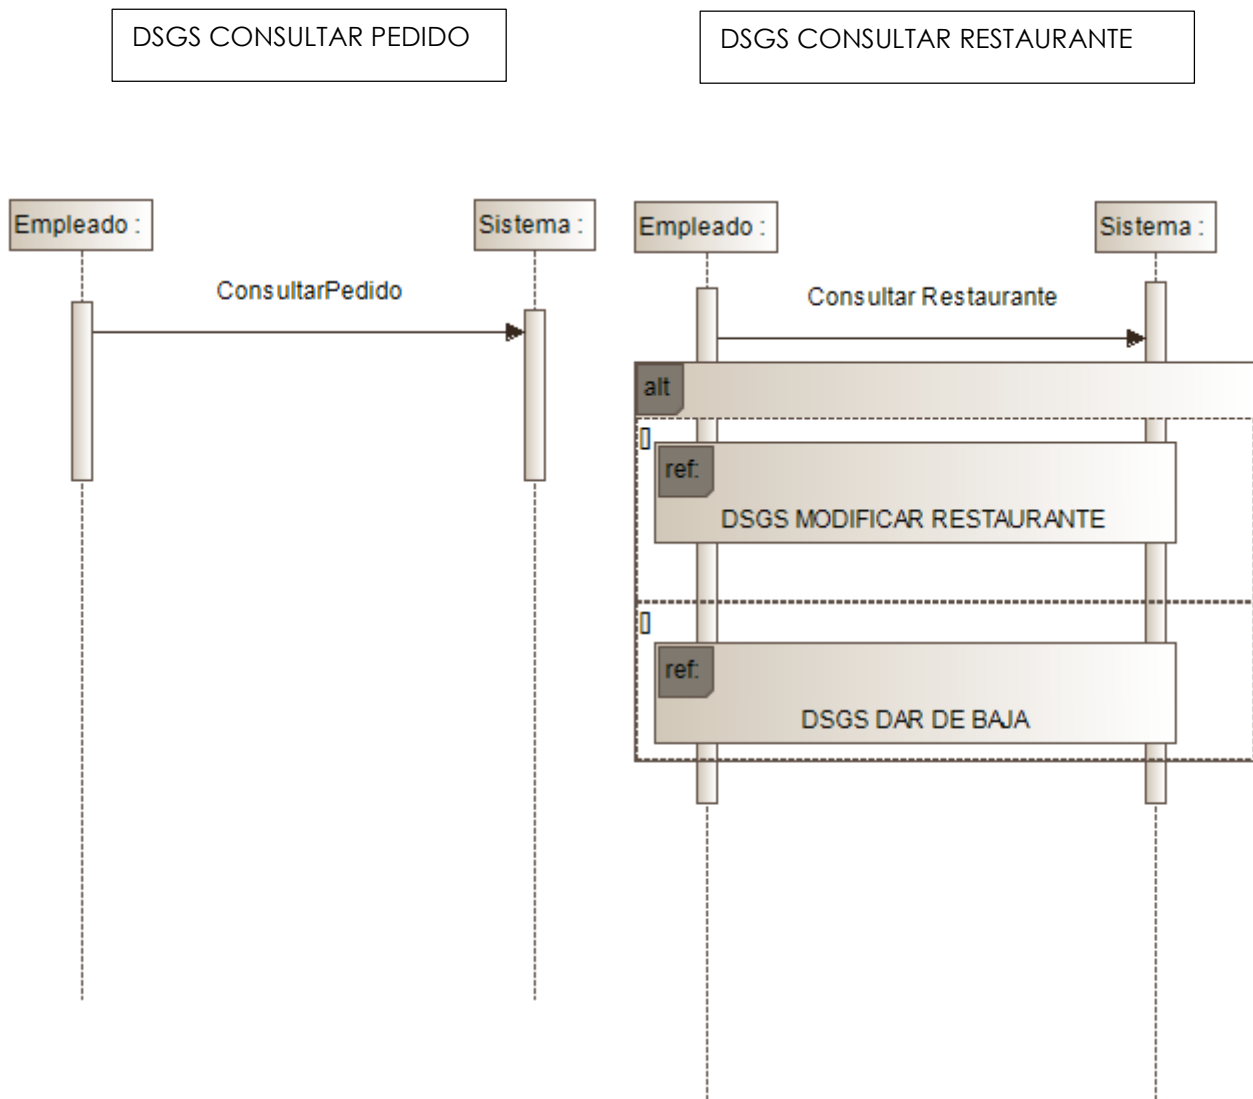 DSGS CONSULTAR PEDIDO
DSGS CONSULTAR RESTAURANTE
Empleado :
Sistema :
ConsultarPedido
Empleado :
Sistema :
Consultar Restaurante
alt
[]
ref:
DSGS MODIFICAR RESTAURANTE
[]
ref:
DSGS DAR DE BAJA